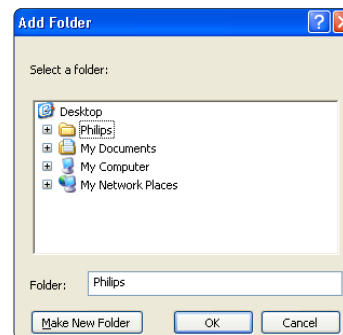 Add Folder
Select a folder:
Desktop
Philips
My Documents
My Computer
My Network Places
Folder: Philips
Make New Folder OK Cancel